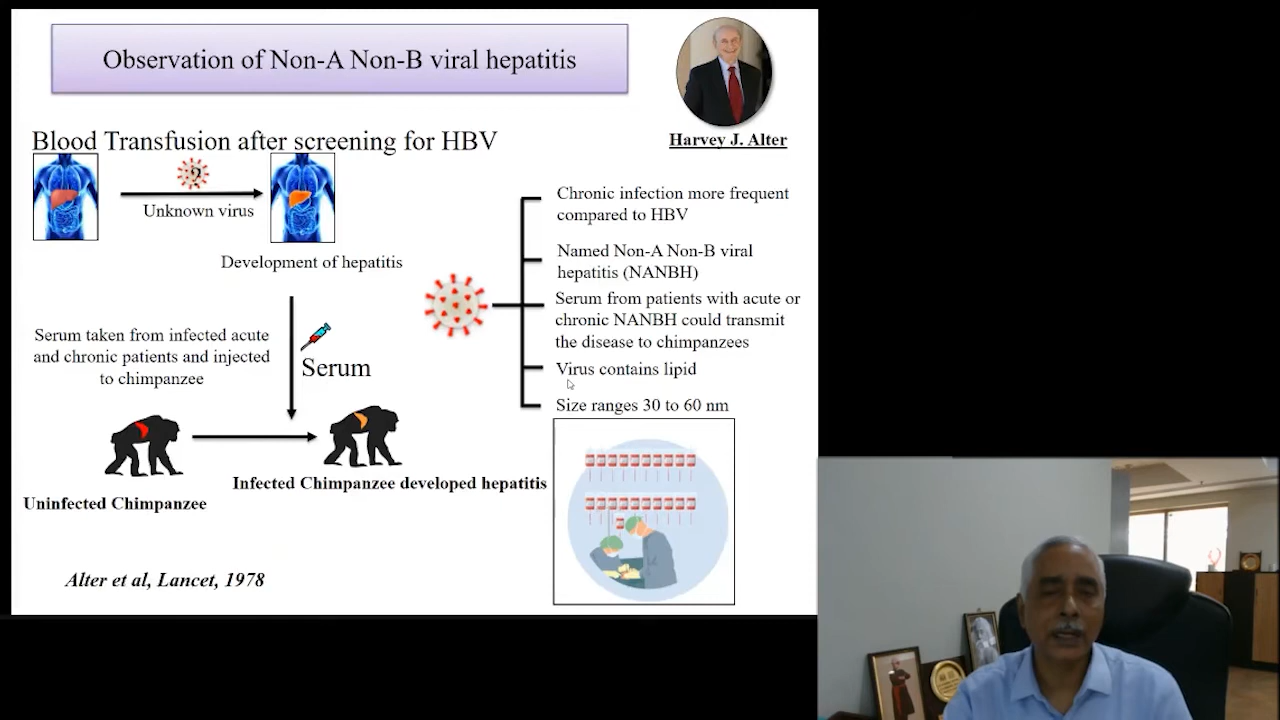 Observation of Non-A Non-B viral hepatitis
Harvey J. Alter
Blood Transfusion after screening for HBV
?
Unknown virus
Development of hepatitis
Serum taken from infected acute
and chronic patients and injected
to chimpanzee
Serum
Uninfected Chimpanzee
Infected Chimpanzee developed hepatitis
Chronic infection more frequent
compared to HBV
Named Non-A Non-B viral
hepatitis (NANBH)
Serum from patients with acute or
chronic NANBH could transmit
the disease to chimpanzees
Virus contains lipid
Size ranges 30 to 60 nm
Alter et al, Lancet, 1978